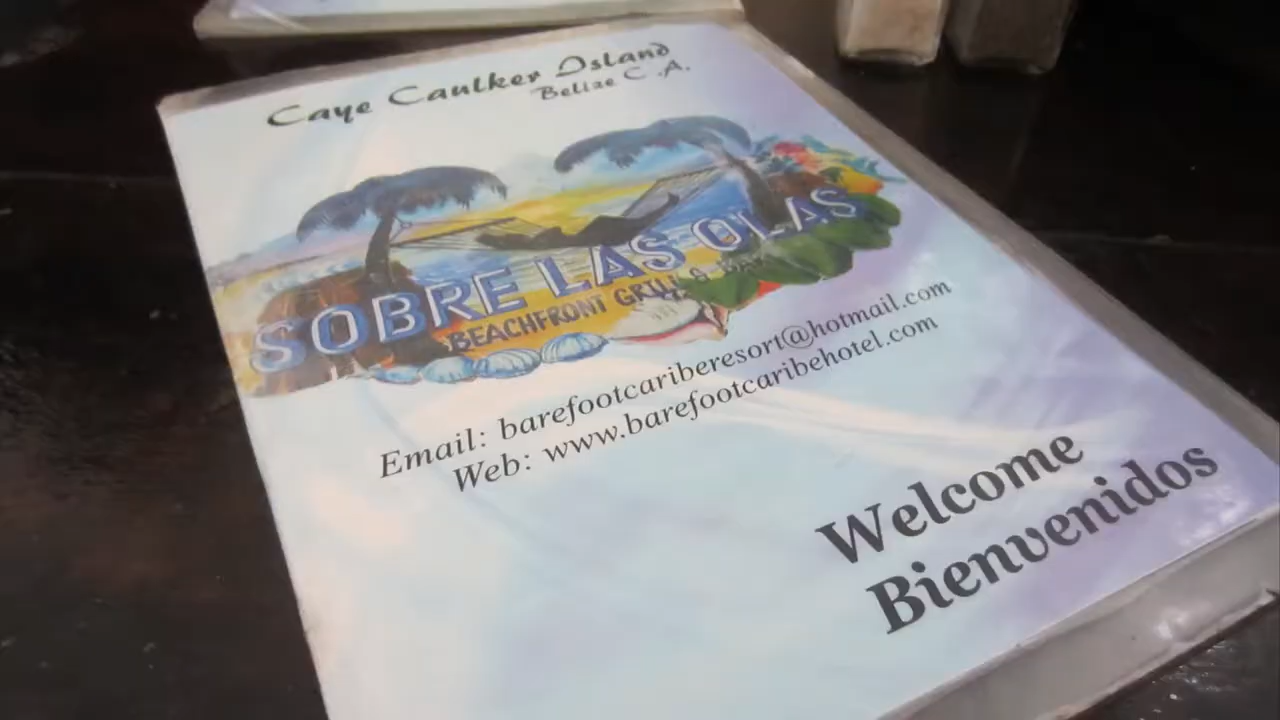 Caye Caulker Island
Belize C.A.
SOBRE LAS OLAS
BEACHFRONT GRILL &
Email: barefootcariberesort@hotmail.com
Web: www.barefootcaribehotel.com
Welcome
Bienvenidos